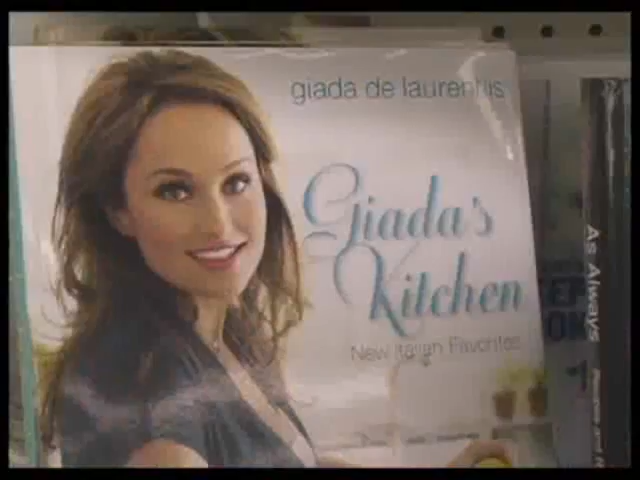 giada de laurentiis
Giada's
Kitchen
New Italian Favorites
As Always